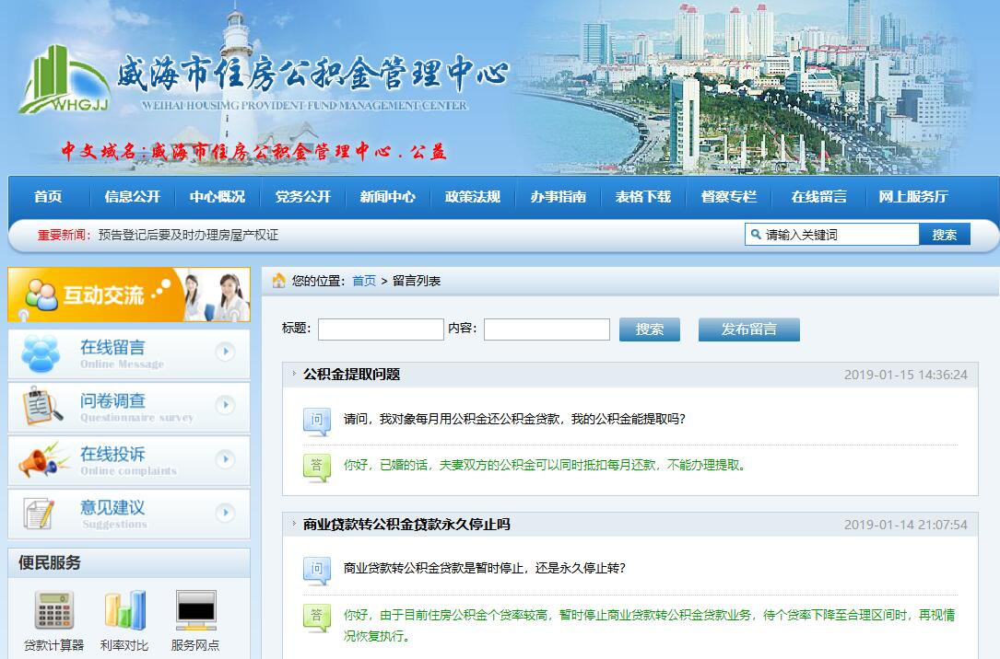 威海市住房公积金管理中心
WHGJJ
WEIHAI HOUSIMG PROVIDENT FUND MANAGEMENT CENTER
中文域名:威海市住房公积金管理中心.公益
首页 信息公开 中心概况 党务公开 新闻中心 政策法规 办事指南 表格下载 督察专栏 在线留言 网上服务厅
重要新闻: 预告登记后要及时办理房屋产权证
请输入关键词 搜索
互动交流
您的位置: 首页 > 留言列表
标题: 内容: 搜索 发布留言
在线留言
Online Message
问卷调查
Questionnaire survey
在线投诉
Online complaints
意见建议
Suggestions
便民服务
贷款计算器 利率对比 服务网点
公积金提取问题 2019-01-15 14:36:24
问 请问，我对象每月用公积金还公积金贷款，我的公积金能提取吗?
答 你好，已婚的话，夫妻双方的公积金可以同时抵扣每月还款，不能办理提取。
商业贷款转公积金贷款永久停止吗 2019-01-14 21:07:54
问 商业贷款转公积金贷款是暂时停止，还是永久停止转?
答 你好，由于目前住房公积金个贷率较高，暂时停止商业贷款转公积金贷款业务，待个贷率下降至合理区间时，再视情
况恢复执行。